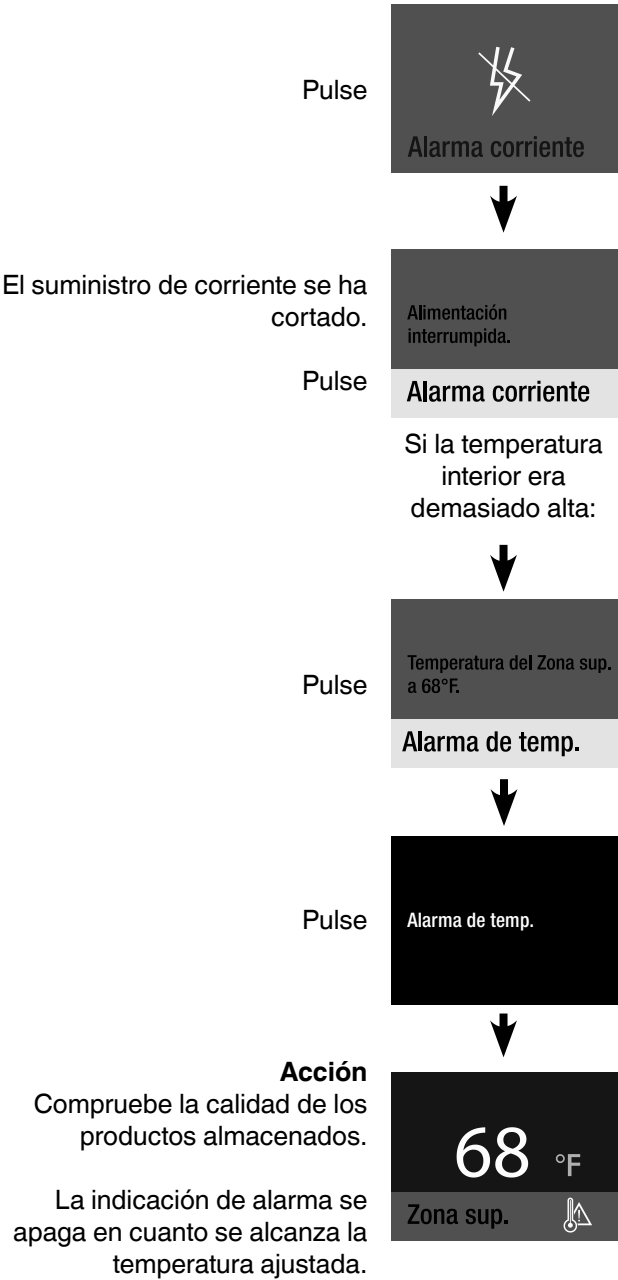 Pulse
Alarma corriente
El suministro de corriente se ha
cortado.
Alimentación
interrumpida.
Pulse
Alarma corriente
Si la temperatura
interior era
demasiado alta:
Temperatura del Zona sup.
a 68°F.
Pulse
Alarma de temp.
Pulse
Alarma de temp.
Acción
Compruebe la calidad de los
productos almacenados.
68 °F
La indicación de alarma se
apaga en cuanto se alcanza la
temperatura ajustada.
Zona sup.